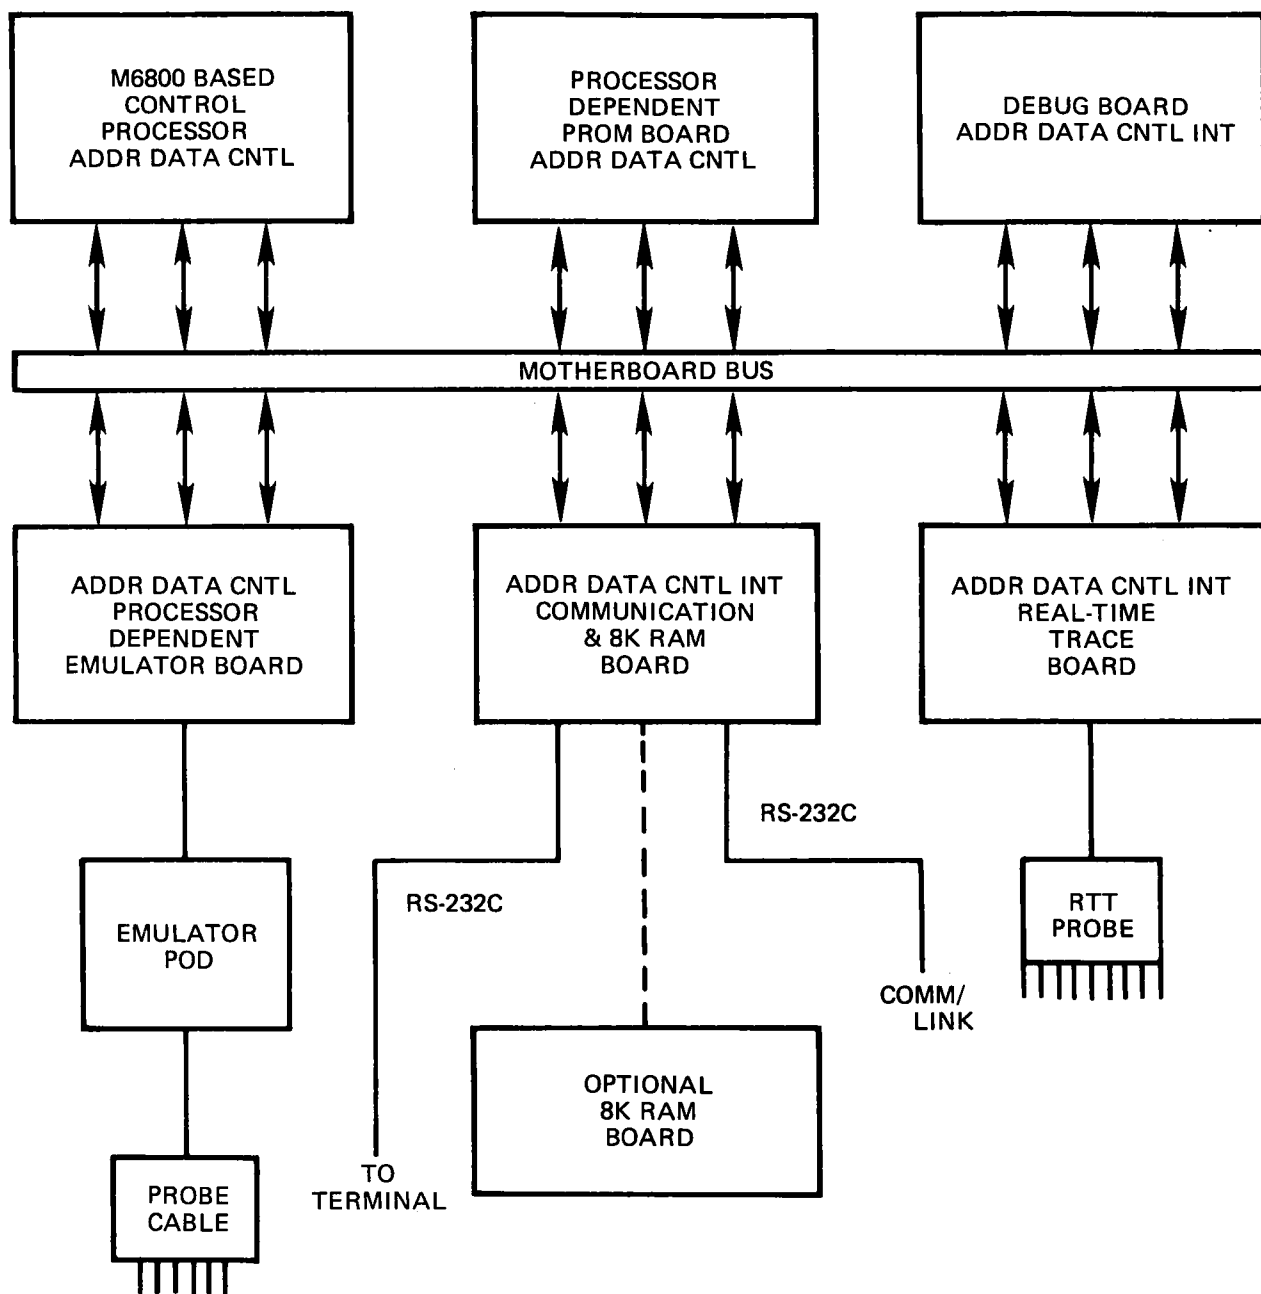 M6800 BASED
CONTROL
PROCESSOR
ADDR DATA CNTL
PROCESSOR
DEPENDENT
PROM BOARD
ADDR DATA CNTL
DEBUG BOARD
ADDR DATA CNTL INT
MOTHERBOARD BUS
ADDR DATA CNTL
PROCESSOR
DEPENDENT
EMULATOR BOARD
ADDR DATA CNTL INT
COMMUNICATION
& 8K RAM
BOARD
ADDR DATA CNTL INT
REAL-TIME
TRACE
BOARD
RS-232C
RS-232C
EMULATOR
POD
RTT
PROBE
COMM/
LINK
OPTIONAL
8K RAM
BOARD
TO
TERMINAL
PROBE
CABLE